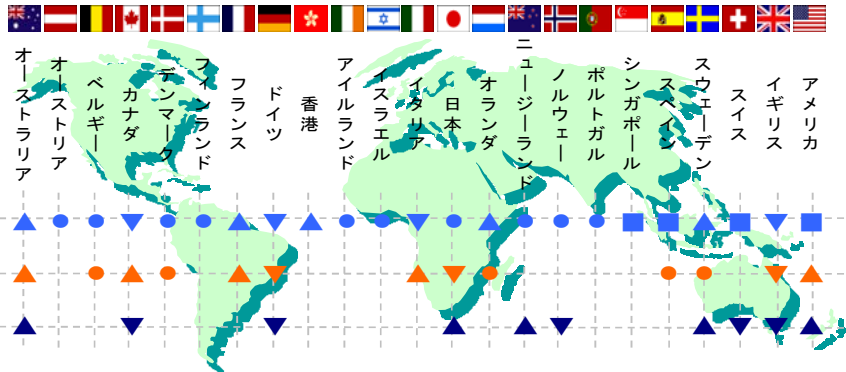 オーストラリア
オーストリア
ベルギー
カナダ
デンマーク
フィンランド
フランス
ドイツ
香港
アイルランド
イスラエル
イタリア
日本
オランダ
ニュージーランド
ノルウェー
ポルトガル
シンガポール
スペイン
スウェーデン
スイス
イギリス
アメリカ